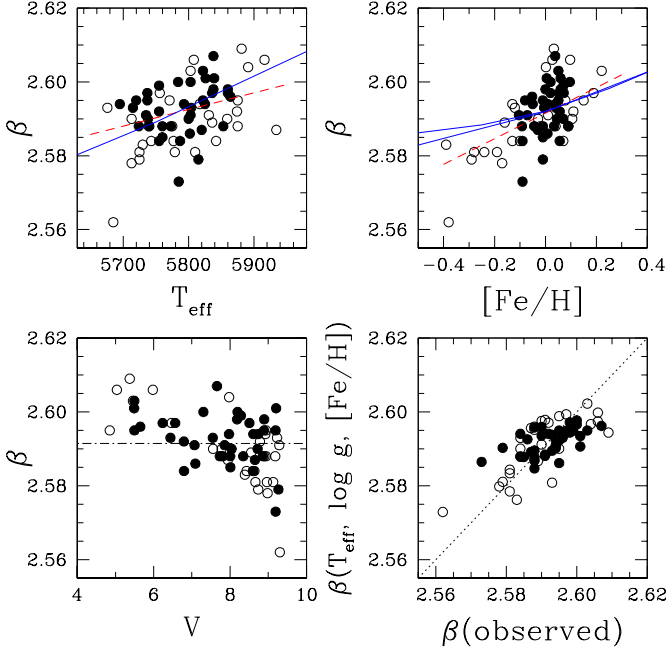 2.62
2.60
2.58
2.56
β
5700 5800 5900
T_eff
2.62
2.60
2.58
2.56
β
−0.4 −0.2 0.0 0.2 0.4
[Fe/H]
2.62
2.60
2.58
2.56
β
4 6 8 10
V
2.62
2.60
2.58
2.56
β(T_eff, log g, [Fe/H])
2.56 2.58 2.60 2.62
β(observed)